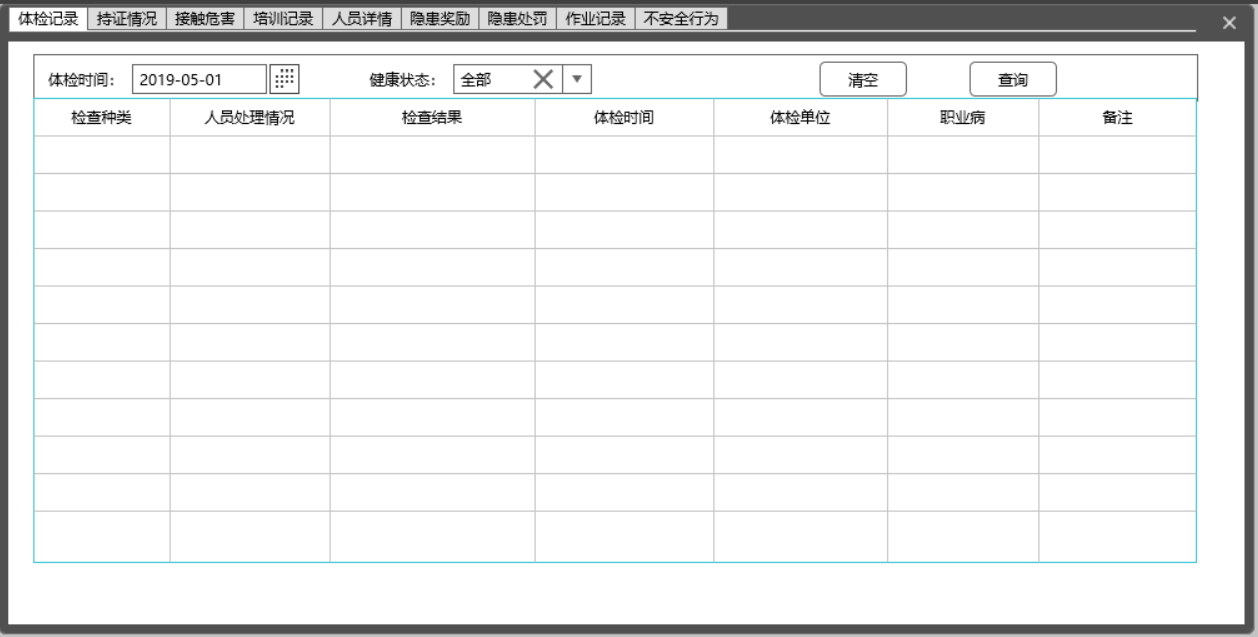 体检记录 持证情况 接触危害 培训记录 人员详情 隐患奖励 隐患处罚 作业记录 不安全行为
体检时间： 2019-05-01 健康状态： 全部 清空 查询
检查种类 人员处理情况 检查结果 体检时间 体检单位 职业病 备注